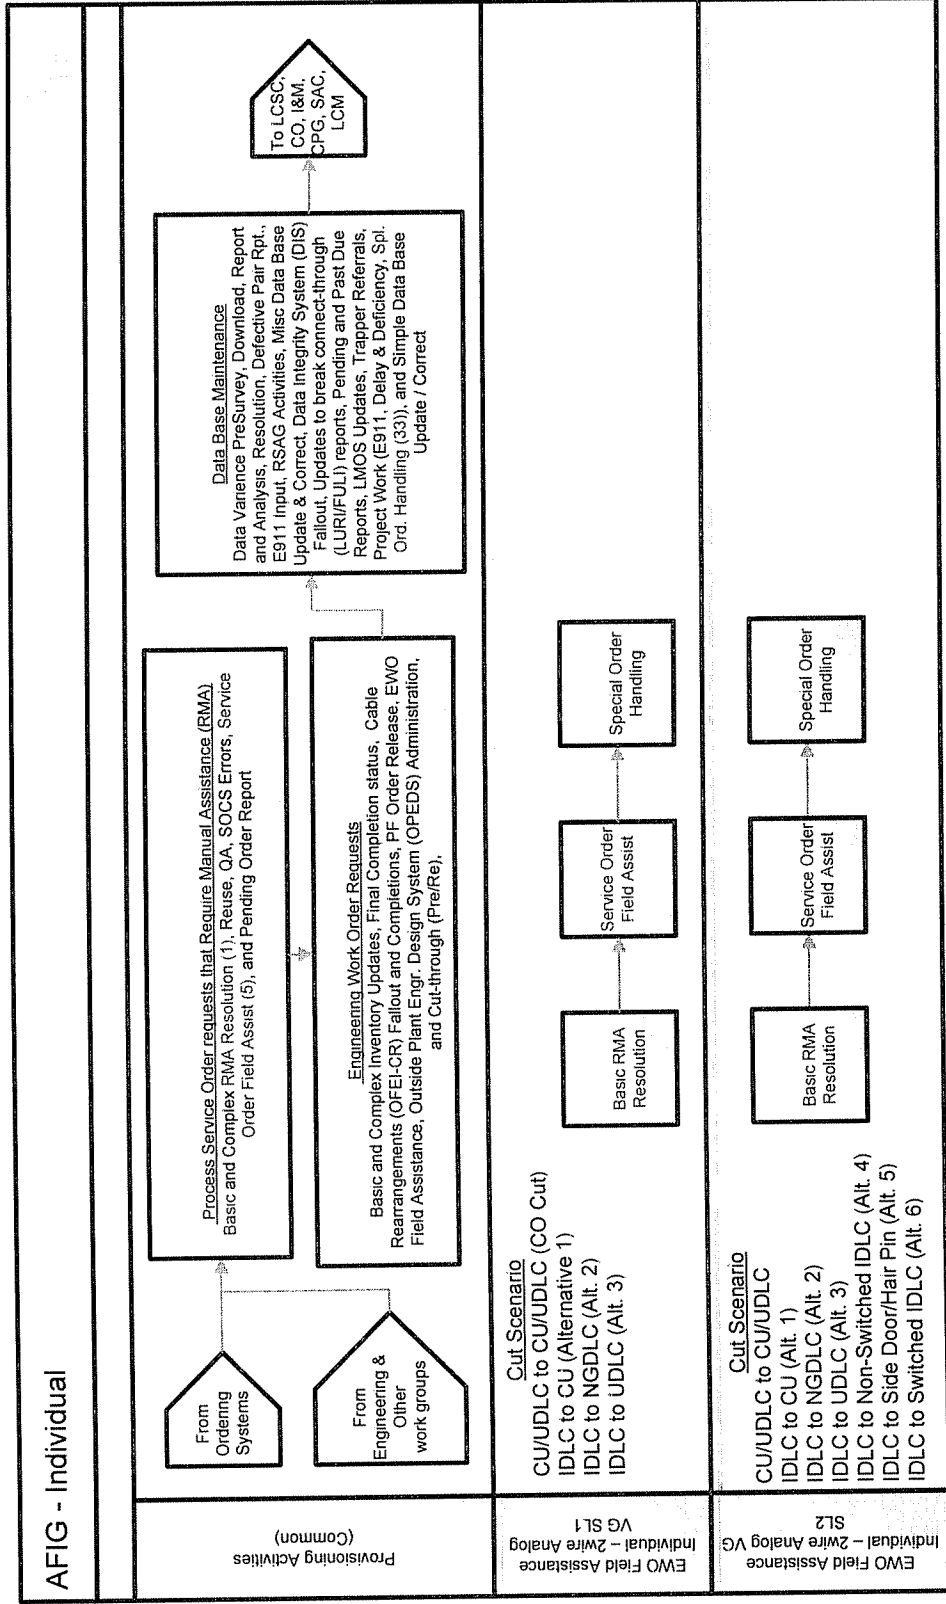 AFIG - Individual
Provisioning Activities
(Common)
From
Ordering
Systems
From
Engineering &
Other
work groups
Process Service Order requests that Require Manual Assistance (RMA)
Basic and Complex RMA Resolution (1), Reuse, QA, SOCS Errors, Service
Order Field Assist (5), and Pending Order Report
Engineering Work Order Requests
Basic and Complex Inventory Updates, Final Completion status, Cable
Rearrangements (OFEI-CR) Fallout and Completions, PF Order Release, EWO
Field Assistance, Outside Plant Engr. Design System (OPEDS) Administration,
and Cut-through (Pre/Re),
Data Base Maintenance
Data Varience PreSurvey, Download, Report
and Analysis, Resolution, Defective Pair Rpt.,
E911 Input, RSAG Activities, Misc Data Base
Update & Correct, Data Integrity System (DIS)
Fallout, Updates to break connect-through
(LURI/FULI) reports, Pending and Past Due
Reports, LMOS Updates, Trapper Referrals,
Project Work (E911, Delay & Deficiency, Spl.
Ord. Handling (33)), and Simple Data Base
Update / Correct
To LCSC,
CO, I&M,
CPG, SAC,
LCM
EWO Field Assistance
Individual – 2wire Analog
VG SL1
Cut Scenario
CU/UDLC to CU/UDLC (CO Cut)
IDLC to CU (Alternative 1)
IDLC to NGDLC (Alt. 2)
IDLC to UDLC (Alt. 3)
Basic RMA
Resolution
Service Order
Field Assist
Special Order
Handling
EWO Field Assistance
Individual – 2wire Analog VG
SL2
Cut Scenario
CU/UDLC to CU/UDLC
IDLC to CU (Alt. 1)
IDLC to NGDLC (Alt. 2)
IDLC to UDLC (Alt. 3)
IDLC to Non-Switched IDLC (Alt. 4)
IDLC to Side Door/Hair Pin (Alt. 5)
IDLC to Switched IDLC (Alt. 6)
Basic RMA
Resolution
Service Order
Field Assist
Special Order
Handling